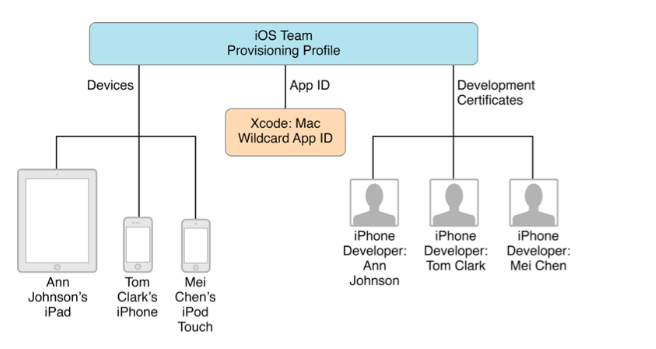 iOS Team
Provisioning Profile
Devices
App ID
Development
Certificates
Xcode: Mac
Wildcard App ID
Ann
Johnson's
iPad
Tom
Clark's
iPhone
Mei
Chen's
iPod
Touch
iPhone
Developer:
Ann
Johnson
iPhone
Developer:
Tom Clark
iPhone
Developer:
Mei Chen